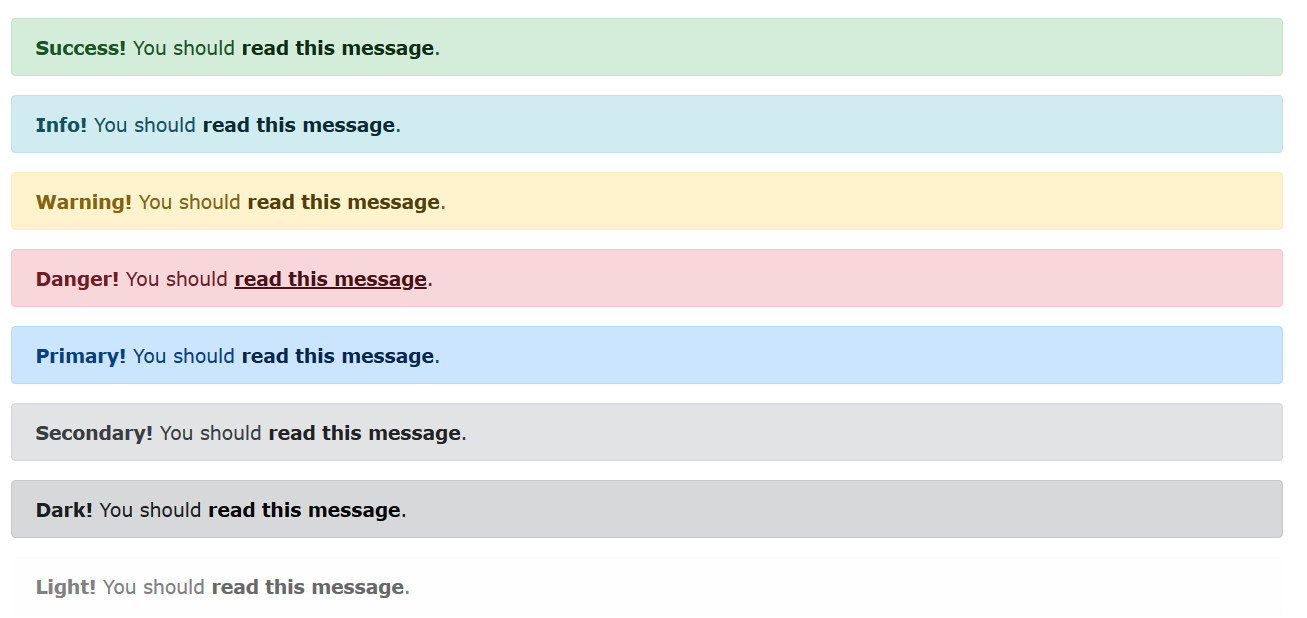 Success! You should read this message.
Info! You should read this message.
Warning! You should read this message.
Danger! You should read this message.
Primary! You should read this message.
Secondary! You should read this message.
Dark! You should read this message.
Light! You should read this message.